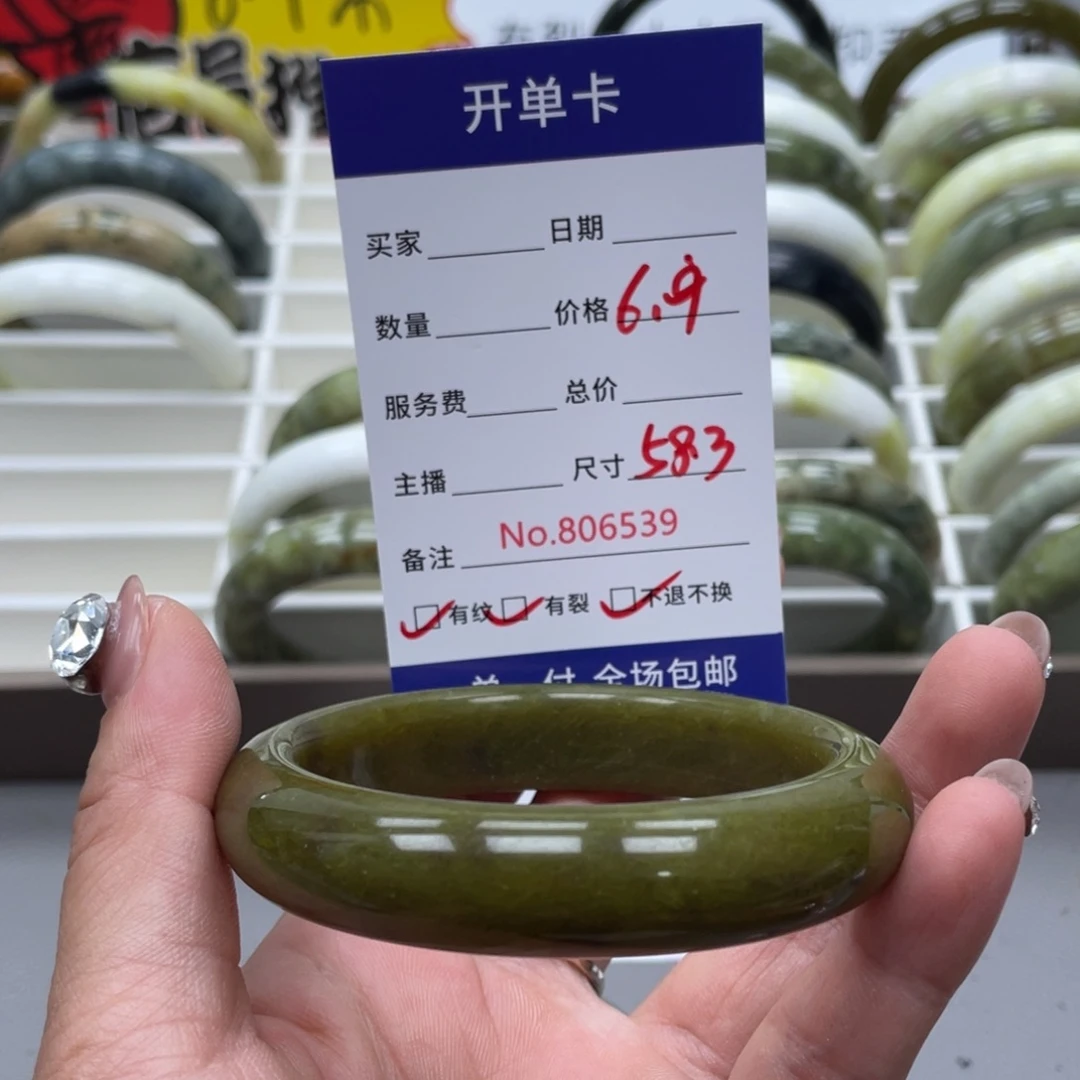 开单卡
买家 日期
数量 价格 6.9
服务费 总价
主播 尺寸 583
备注 No.806539
有纹 有裂 不退不换
付 全场包邮